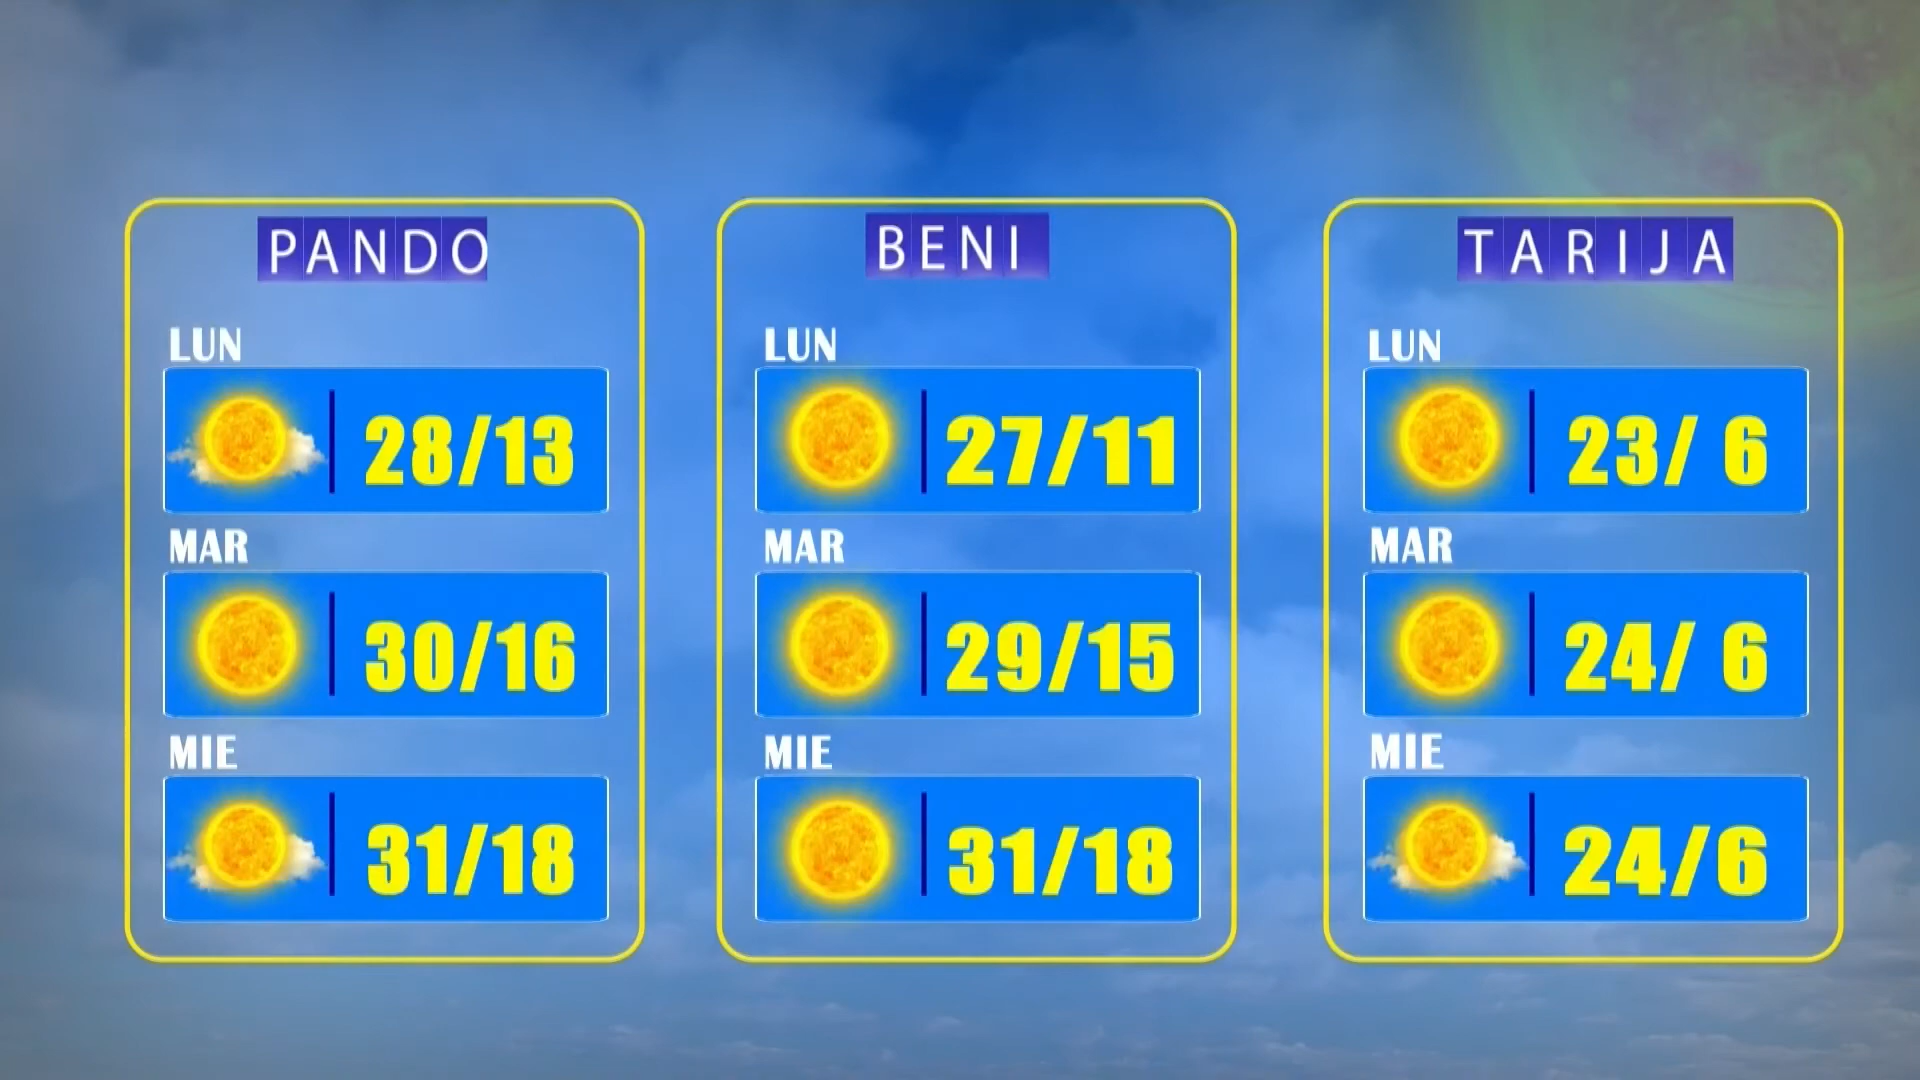 PANDO
LUN
28/13
MAR
30/16
MIE
31/18
BENI
LUN
27/11
MAR
29/15
MIE
31/18
TARIJA
LUN
23/ 6
MAR
24/ 6
MIE
24/6